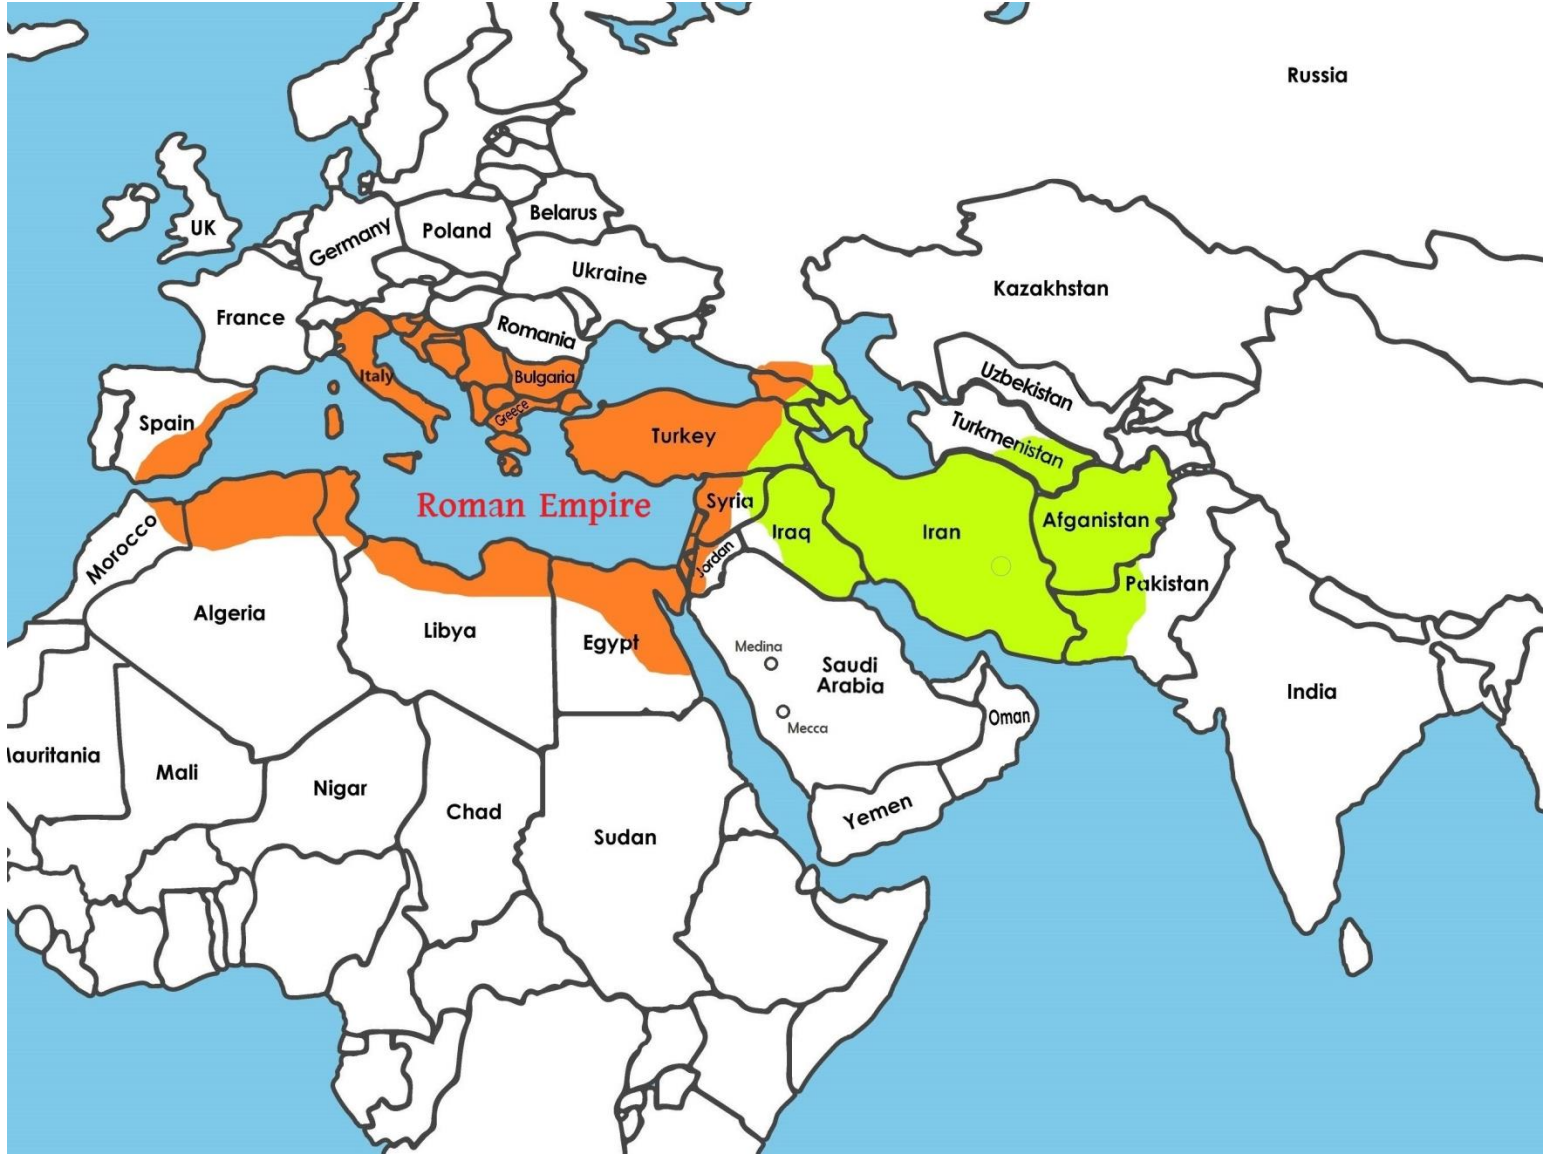 Russia
UK
Belarus
Germany
Poland
Ukraine
Kazakhstan
France
Romania
Uzbekistan
Italy
Bulgaria
Greece
Spain
Turkey
Turkmenistan
Roman Empire
Syria
Morocco
Iraq
Iran
Afganistan
Jordan
Pakistan
Algeria
Libya
Egypt
Medina
Saudi
Arabia
India
Mecca
Oman
Mauritania
Mali
Nigar
Chad
Yemen
Sudan